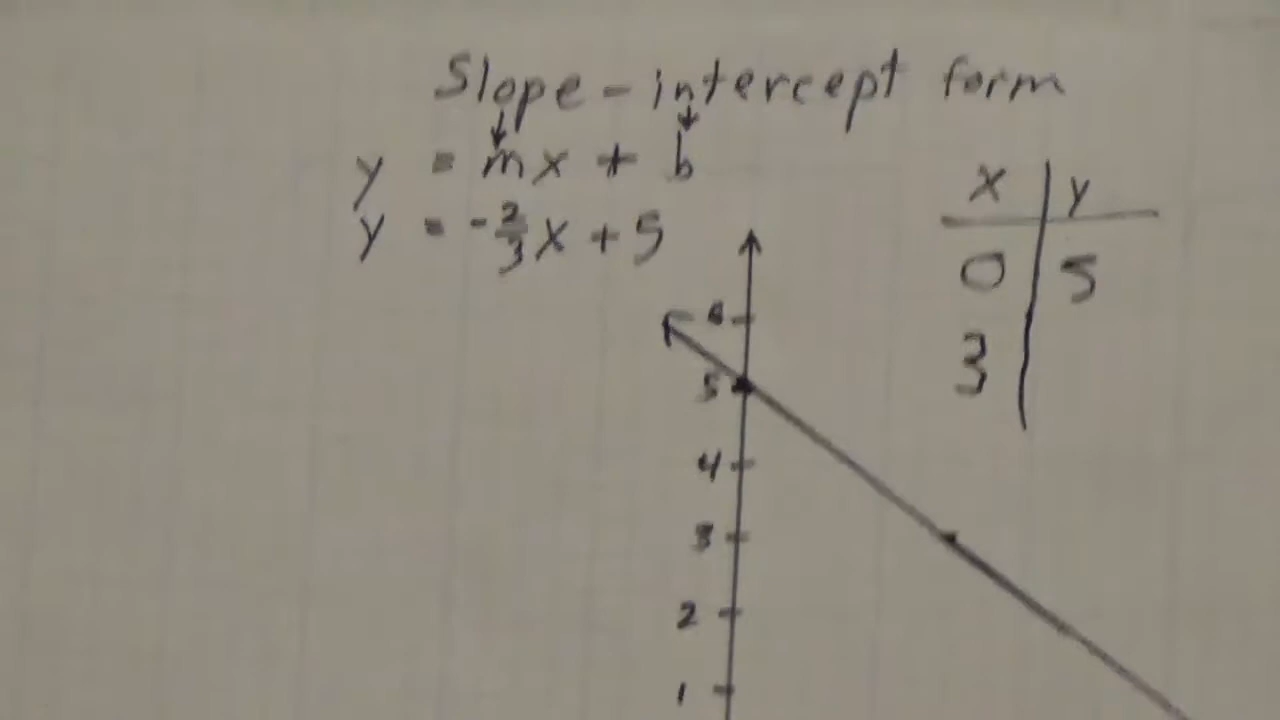 Slope - intercept form
y = mx + b
y = -2/3x + 5
x | y
0 | 5
3 |
6
5
4
3
2
1